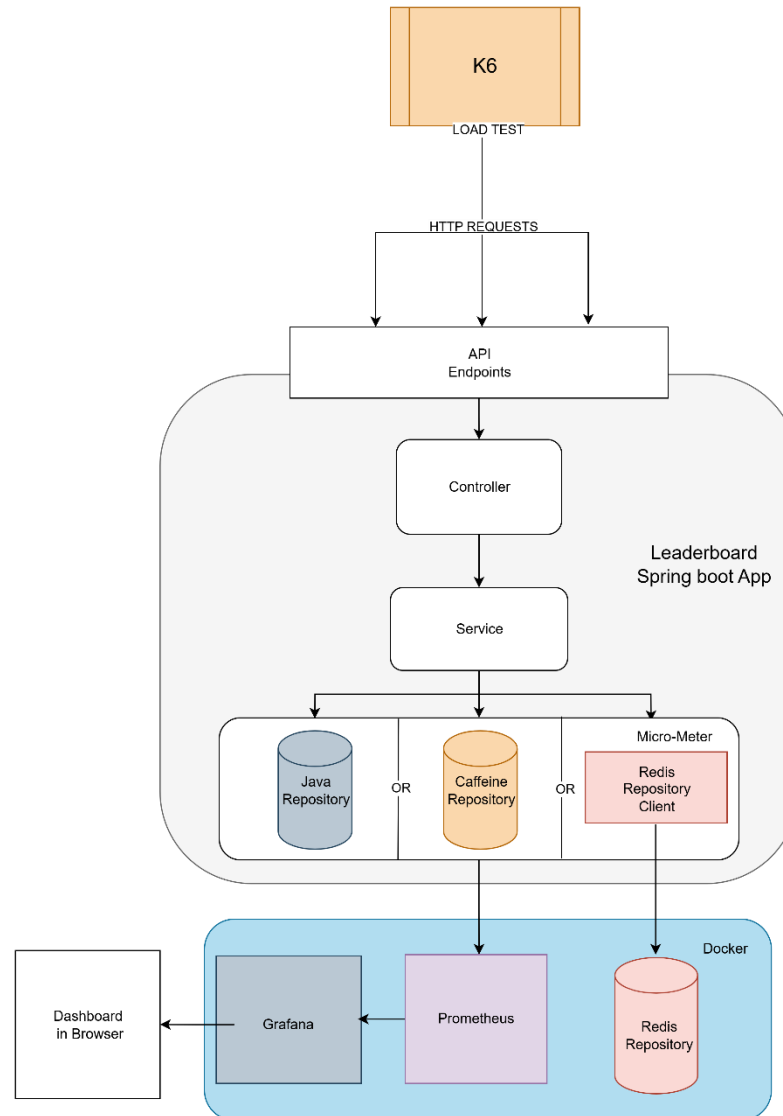 K6
LOAD TEST
HTTP REQUESTS
API
Endpoints
Controller
Leaderboard
Spring boot App
Service
Micro-Meter
Java
Repository
OR
Caffeine
Repository
OR
Redis
Repository
Client
Docker
Dashboard
in Browser
Grafana
Prometheus
Redis
Repository